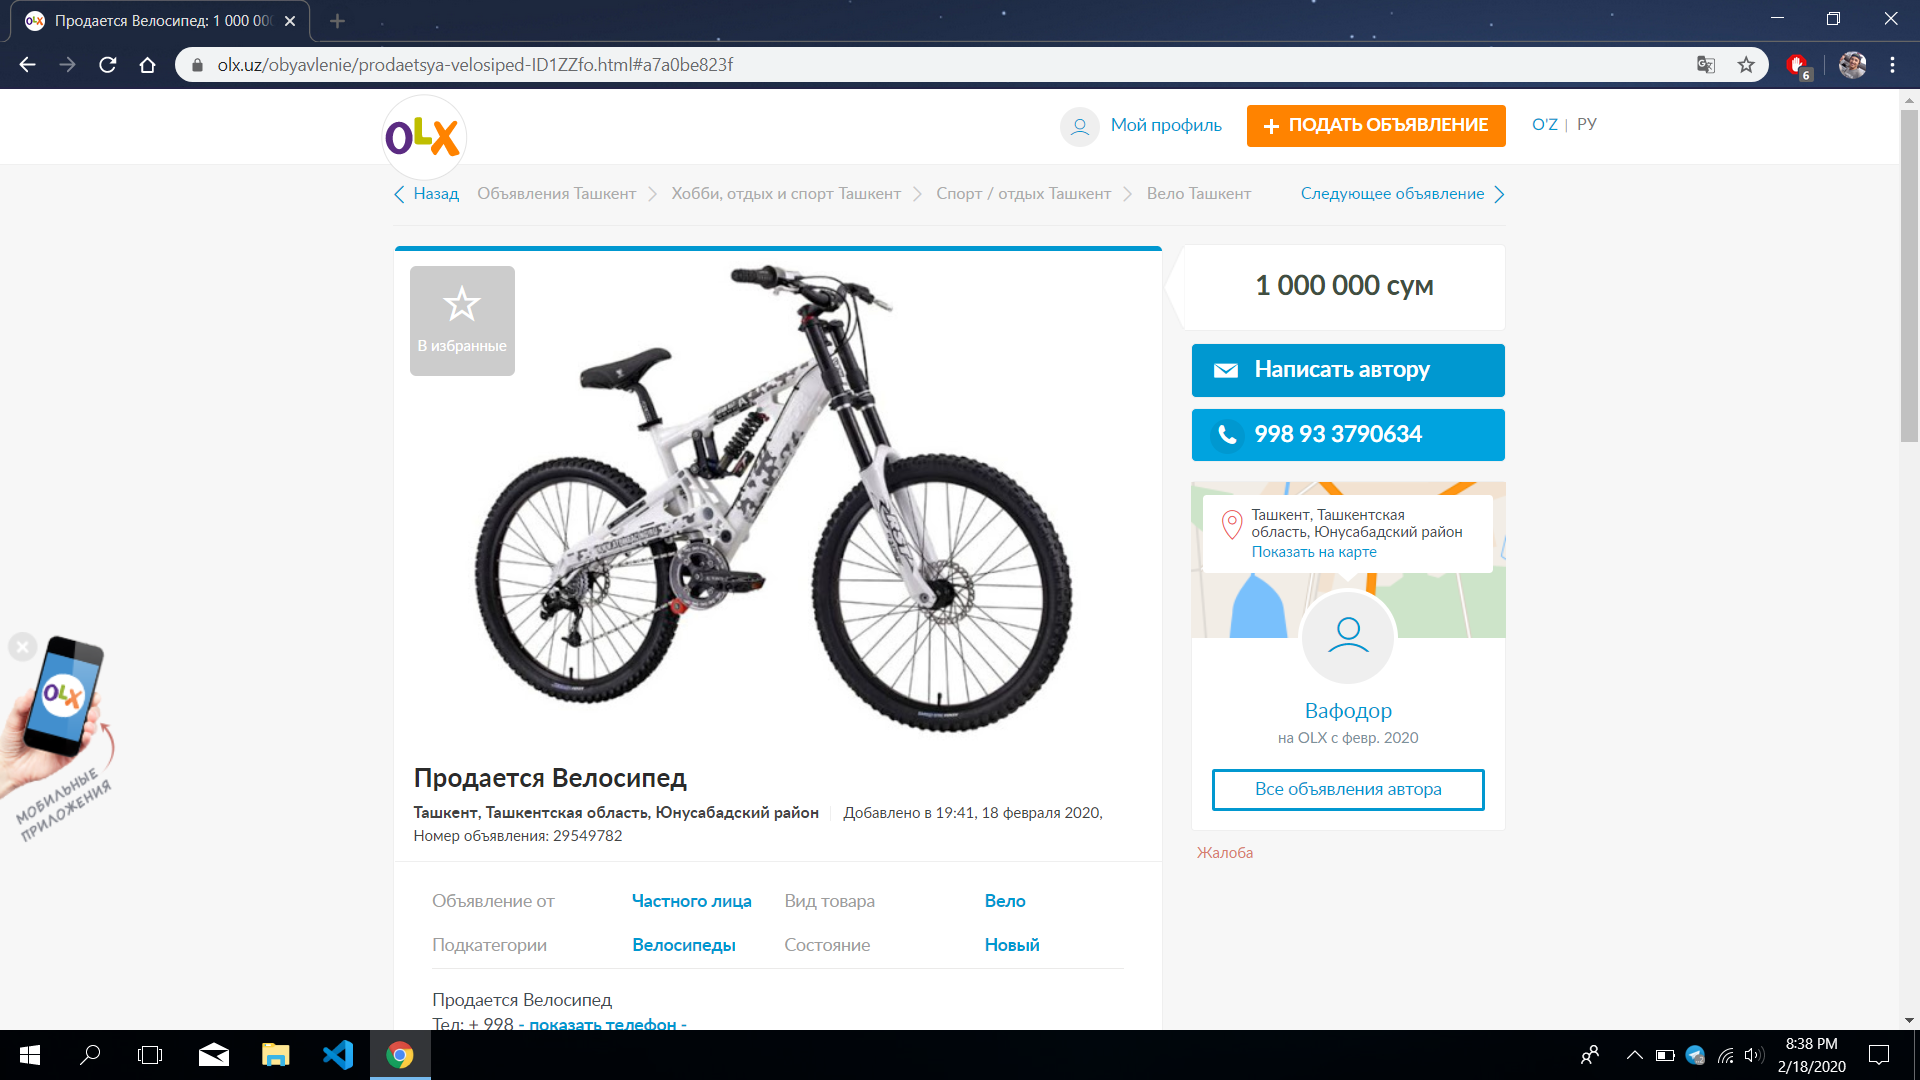 Продается Велосипед: 1 000 000
olx.uz/obyavlenie/prodaetsya-velosiped-ID1ZZfo.html#a7a0be823f
6
OLX
Мой профиль
+ ПОДАТЬ ОБЪЯВЛЕНИЕ
O'Z | РУ
Назад
Объявления Ташкент
Хобби, отдых и спорт Ташкент
Спорт / отдых Ташкент
Вело Ташкент
Следующее объявление
В избранные
1 000 000 сум
Написать автору
998 93 3790634
Ташкент, Ташкентская
область, Юнусабадский район
Показать на карте
Вафодор
на OLX с февр. 2020
Все объявления автора
Жалоба
OLX
МОБИЛЬНЫЕ
ПРИЛОЖЕНИЯ
Продается Велосипед
Ташкент, Ташкентская область, Юнусабадский район
Добавлено в 19:41, 18 февраля 2020,
Номер объявления: 29549782
Объявление от Частного лица
Вид товара Вело
Подкатегории Велосипеды
Состояние Новый
Продается Велосипед
Тел: + 998 - показать телефон -
8:38 PM
2/18/2020